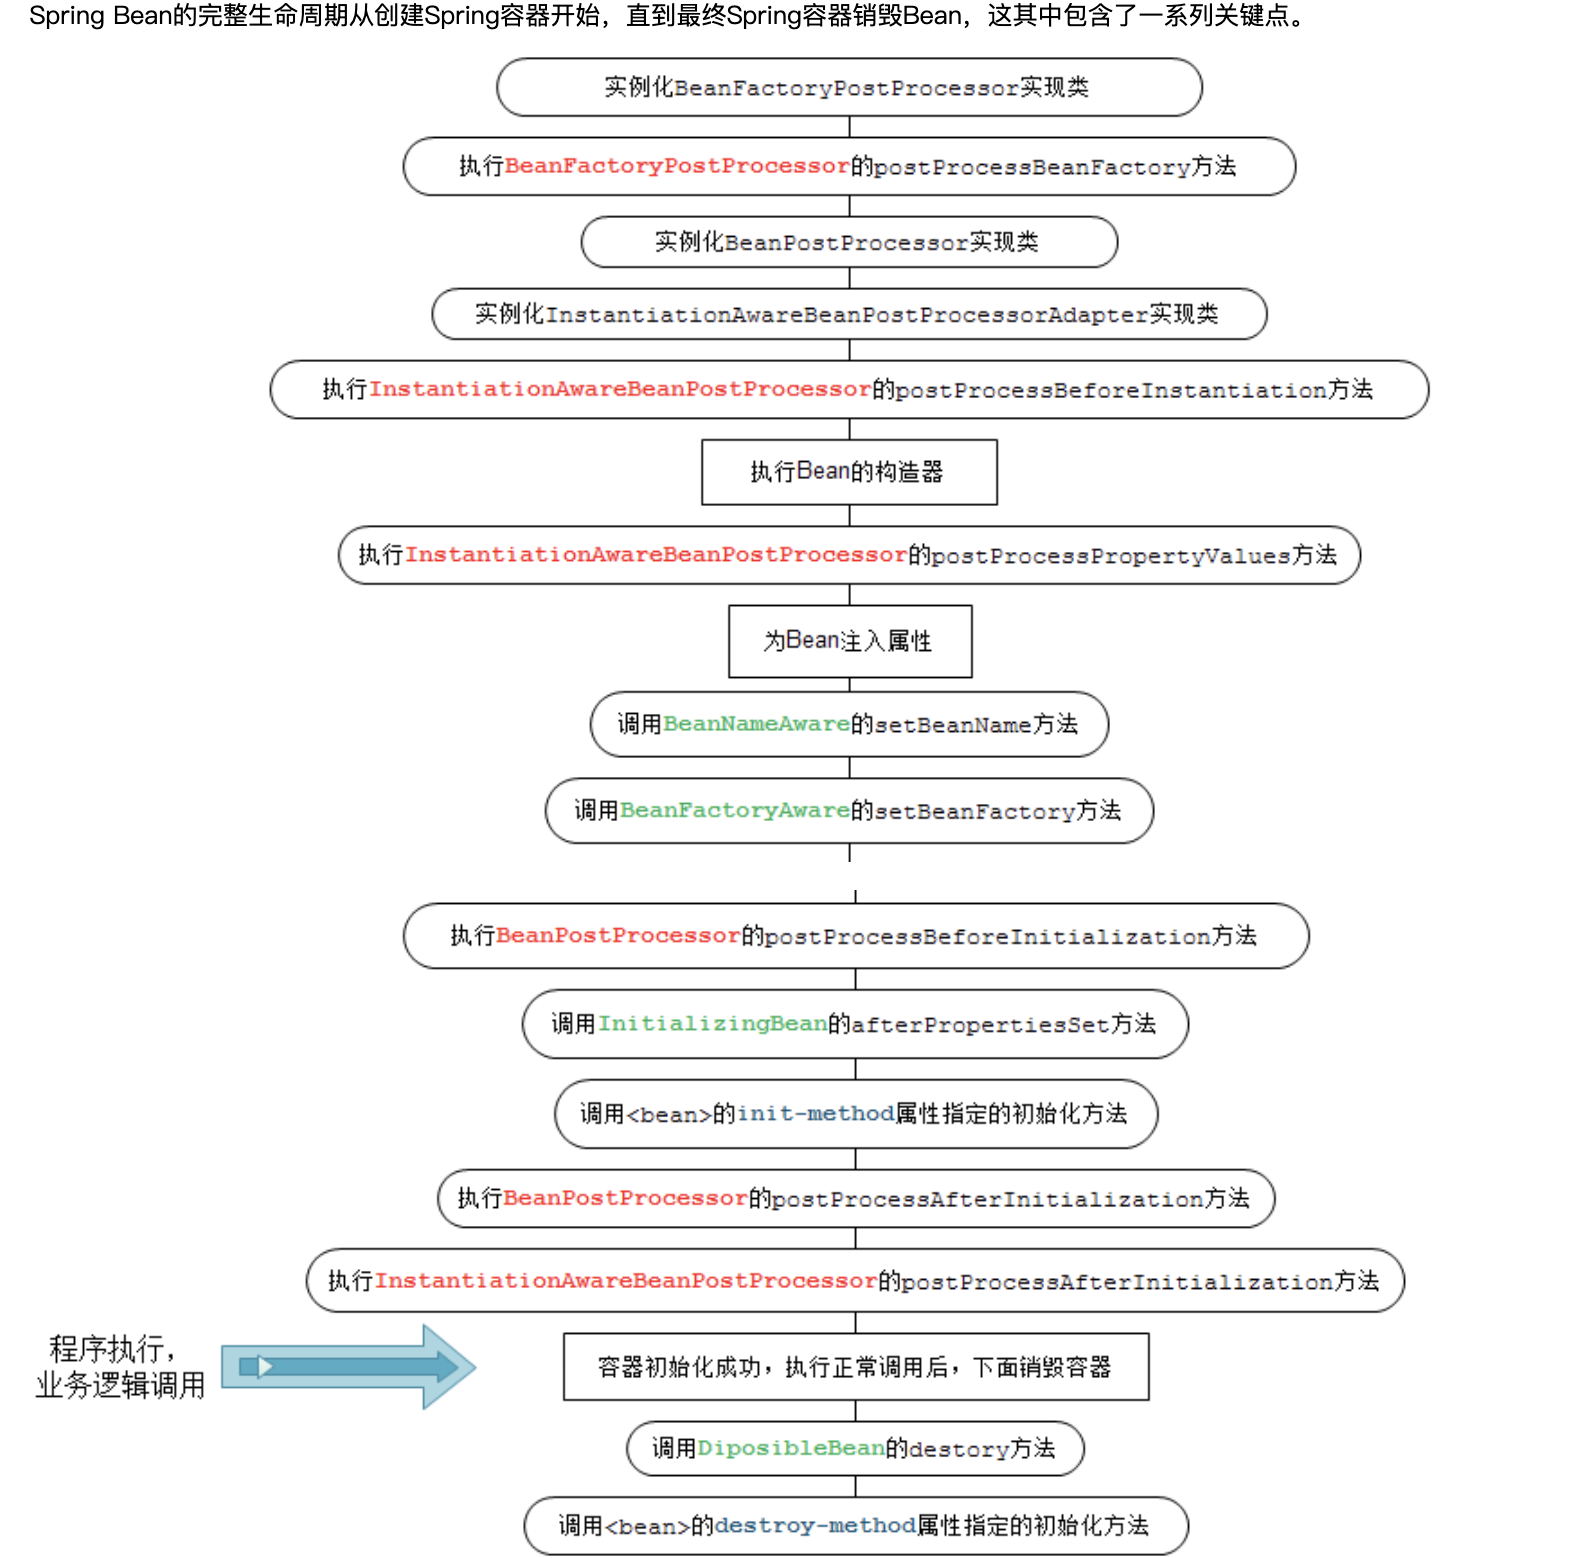 Spring Bean的完整生命周期从创建Spring容器开始，直到最终Spring容器销毁Bean，这其中包含了一系列关键点。
实例化BeanFactoryPostProcessor实现类
执行BeanFactoryPostProcessor的postProcessBeanFactory方法
实例化BeanPostProcessor实现类
实例化InstantiationAwareBeanPostProcessorAdapter实现类
执行InstantiationAwareBeanPostProcessor的postProcessBeforeInstantiation方法
执行Bean的构造器
执行InstantiationAwareBeanPostProcessor的postProcessPropertyValues方法
为Bean注入属性
调用BeanNameAware的setBeanName方法
调用BeanFactoryAware的setBeanFactory方法
执行BeanPostProcessor的postProcessBeforeInitialization方法
调用InitializingBean的afterPropertiesSet方法
调用<bean>的init-method属性指定的初始化方法
执行BeanPostProcessor的postProcessAfterInitialization方法
执行InstantiationAwareBeanPostProcessor的postProcessAfterInitialization方法
程序执行，
业务逻辑调用
容器初始化成功，执行正常调用后，下面销毁容器
调用DiposibleBean的destory方法
调用<bean>的destroy-method属性指定的初始化方法